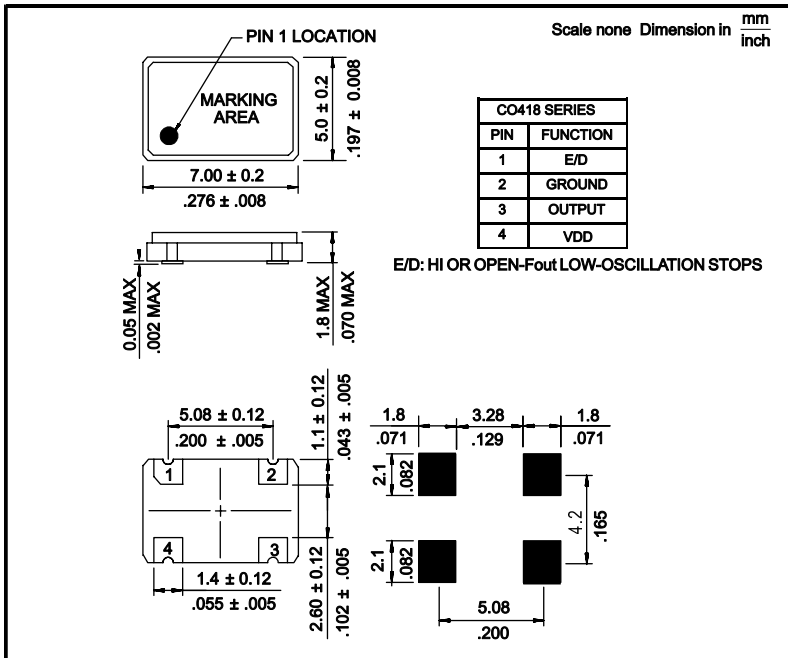 PIN 1 LOCATION
Scale none Dimension in mm
inch
MARKING
AREA
5.0 ± 0.2
.197 ± 0.008
7.00 ± 0.2
.276 ± .008
CO418 SERIES
PIN FUNCTION
1 E/D
2 GROUND
3 OUTPUT
4 VDD
E/D: HI OR OPEN-Fout LOW-OSCILLATION STOPS
0.05 MAX
.002 MAX
1.8 MAX
.070 MAX
5.08 ± 0.12
.200 ± .005
1.1 ± 0.12
.043 ± .005
1 2
4 3
1.4 ± 0.12
.055 ± .005
2.60 ± 0.12
.102 ± .005
1.8 3.28 1.8
.071 .129 .071
2.1
.082
4.2
.165
2.1
.082
5.08
.200